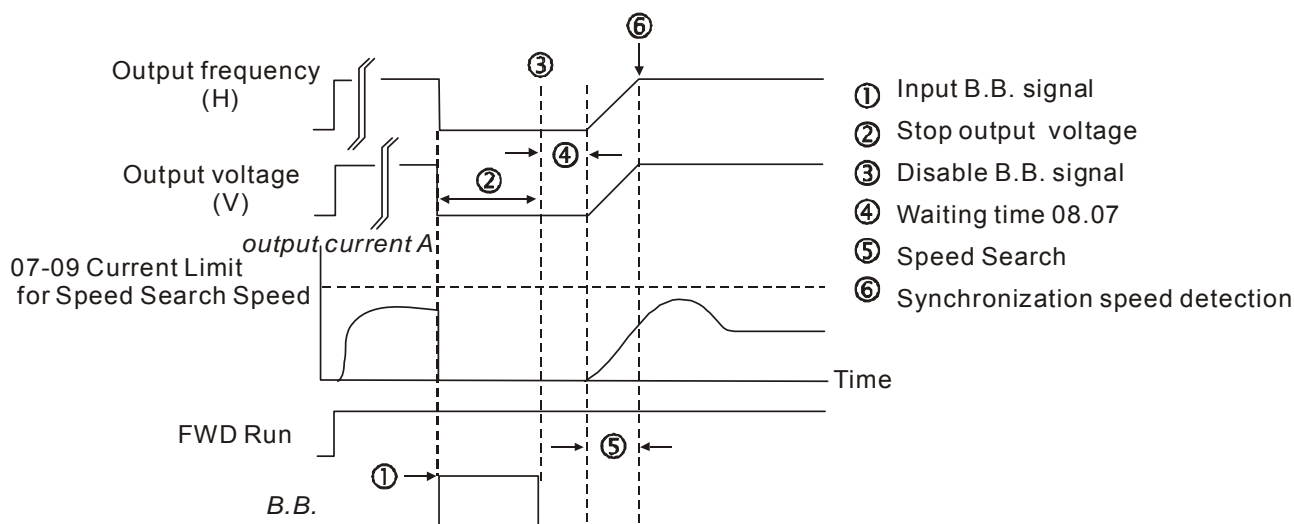 ⑥
Output frequency
(H)
③
① Input B.B. signal
② Stop output voltage
④
Output voltage
(V)
②
③ Disable B.B. signal
④ Waiting time 08.07
output current A
⑤ Speed Search
07-09 Current Limit
for Speed Search Speed
⑥ Synchronization speed detection
Time
FWD Run
⑤
①
B.B.